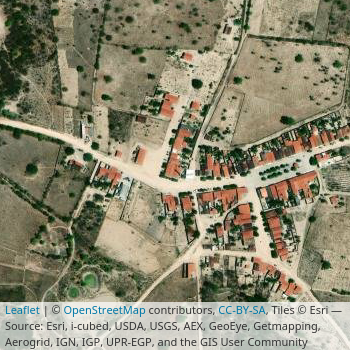 Leaflet | © OpenStreetMap contributors, CC-BY-SA, Tiles © Esri —
Source: Esri, i-cubed, USDA, USGS, AEX, GeoEye, Getmapping,
Aerogrid, IGN, IGP, UPR-EGP, and the GIS User Community